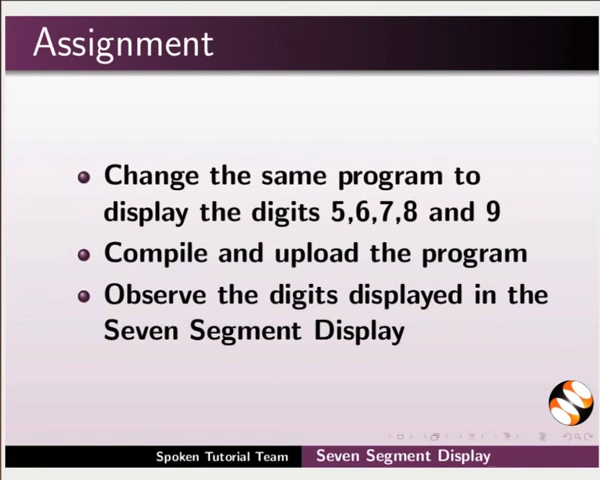 Assignment
Change the same program to
display the digits 5,6,7,8 and 9
Compile and upload the program
Observe the digits displayed in the
Seven Segment Display
Spoken Tutorial Team
Seven Segment Display